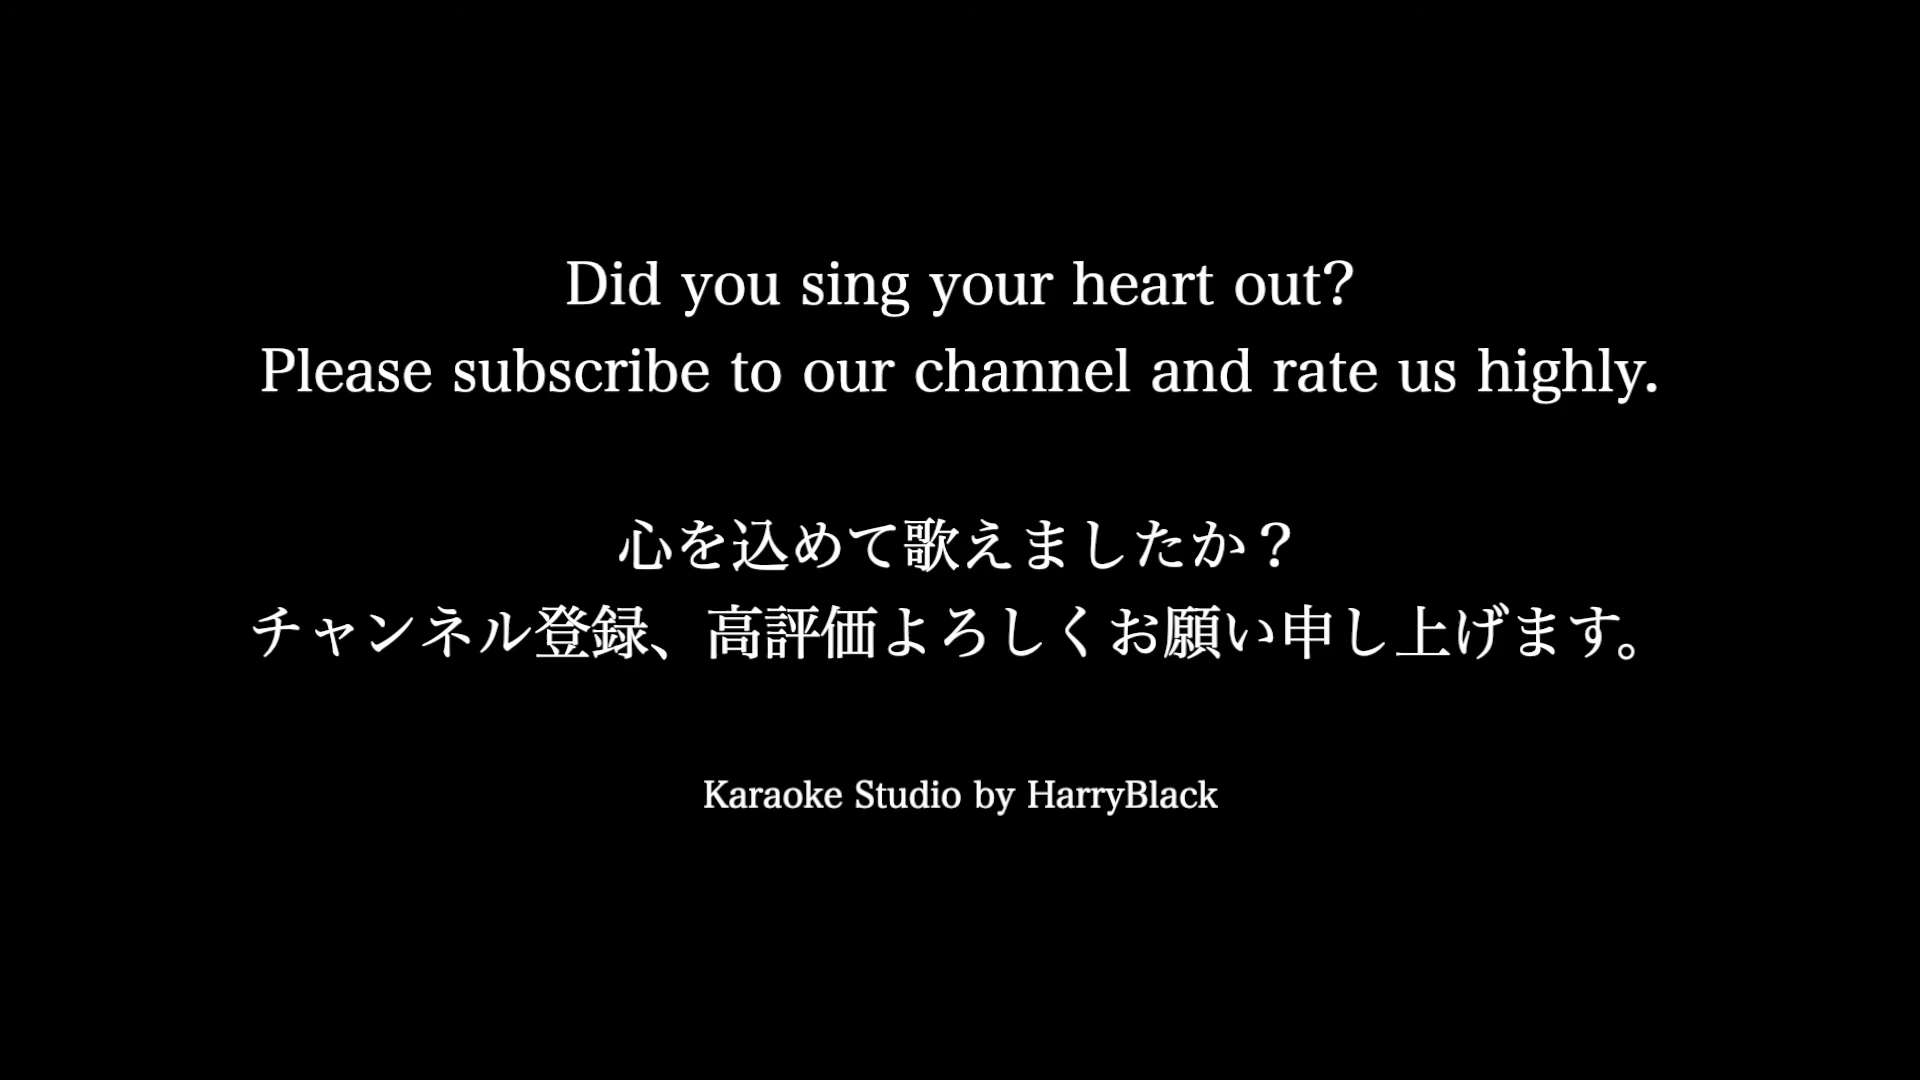 Did you sing your heart out?
Please subscribe to our channel and rate us highly.
心を込めて歌えましたか？
チャンネル登録、高評価よろしくお願い申し上げます。
Karaoke Studio by HarryBlack